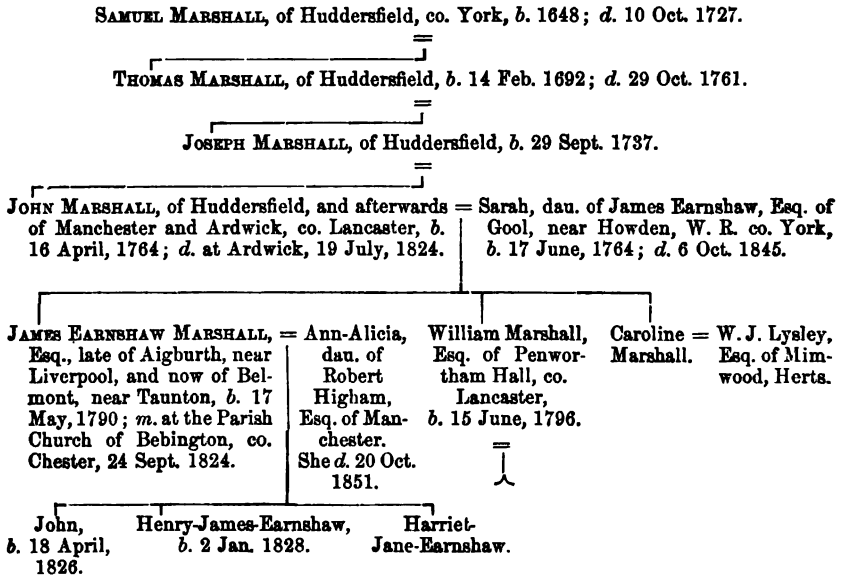 SAMUEL MARSHALL, of Huddersfield, co. York, b. 1648; d. 10 Oct. 1727.
=
THOMAS MARSHALL, of Huddersfield, b. 14 Feb. 1692; d. 29 Oct. 1761.
=
JOSEPH MARSHALL, of Huddersfield, b. 29 Sept. 1737.
=
JOHN MARSHALL, of Huddersfield, and afterwards
of Manchester and Ardwick, co. Lancaster, b.
16 April, 1764; d. at Ardwick, 19 July, 1824.
=
Sarah, dau. of James Earnshaw, Esq. of
Gool, near Howden, W. R. co. York,
b. 17 June, 1764; d. 6 Oct. 1845.
JAMES EARNSHAW MARSHALL,
Esq., late of Aigburth, near
Liverpool, and now of Bel-
mont, near Taunton, b. 17
May, 1790; m. at the Parish
Church of Bebington, co.
Chester, 24 Sept. 1824.
=
Ann-Alicia,
dau. of
Robert
Higham,
Esq. of Man-
chester.
She d. 20 Oct.
1851.
William Marshall,
Esq. of Penwor-
tham Hall, co.
Lancaster,
b. 15 June, 1796.
=
Caroline
Marshall.
=
W. J. Lysley,
Esq. of Mim-
wood, Herts.
John,
b. 18 April,
1826.
Henry-James-Earnshaw,
b. 2 Jan. 1828.
Harriet-
Jane-Earnshaw.